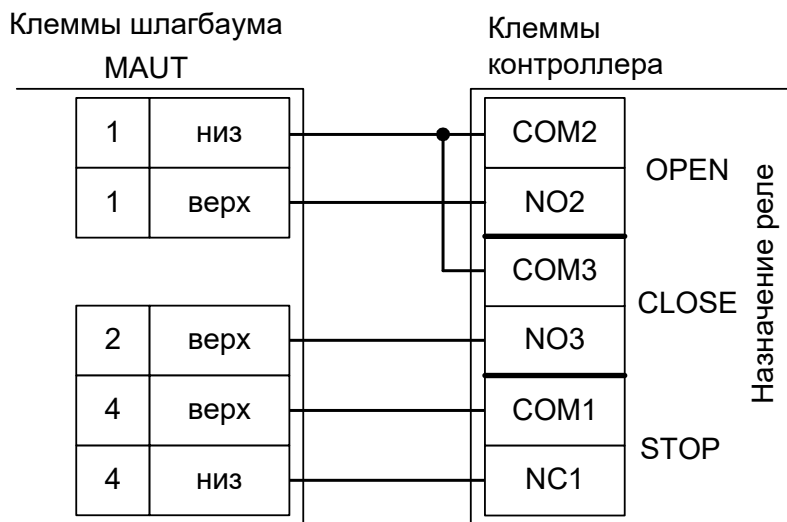 Клеммы шлагбаума
MAUT
Клеммы
контроллера
1 низ
1 верх
2 верх
4 верх
4 низ
COM2
NO2
COM3
NO3
COM1
NC1
OPEN
CLOSE
STOP
Назначение реле